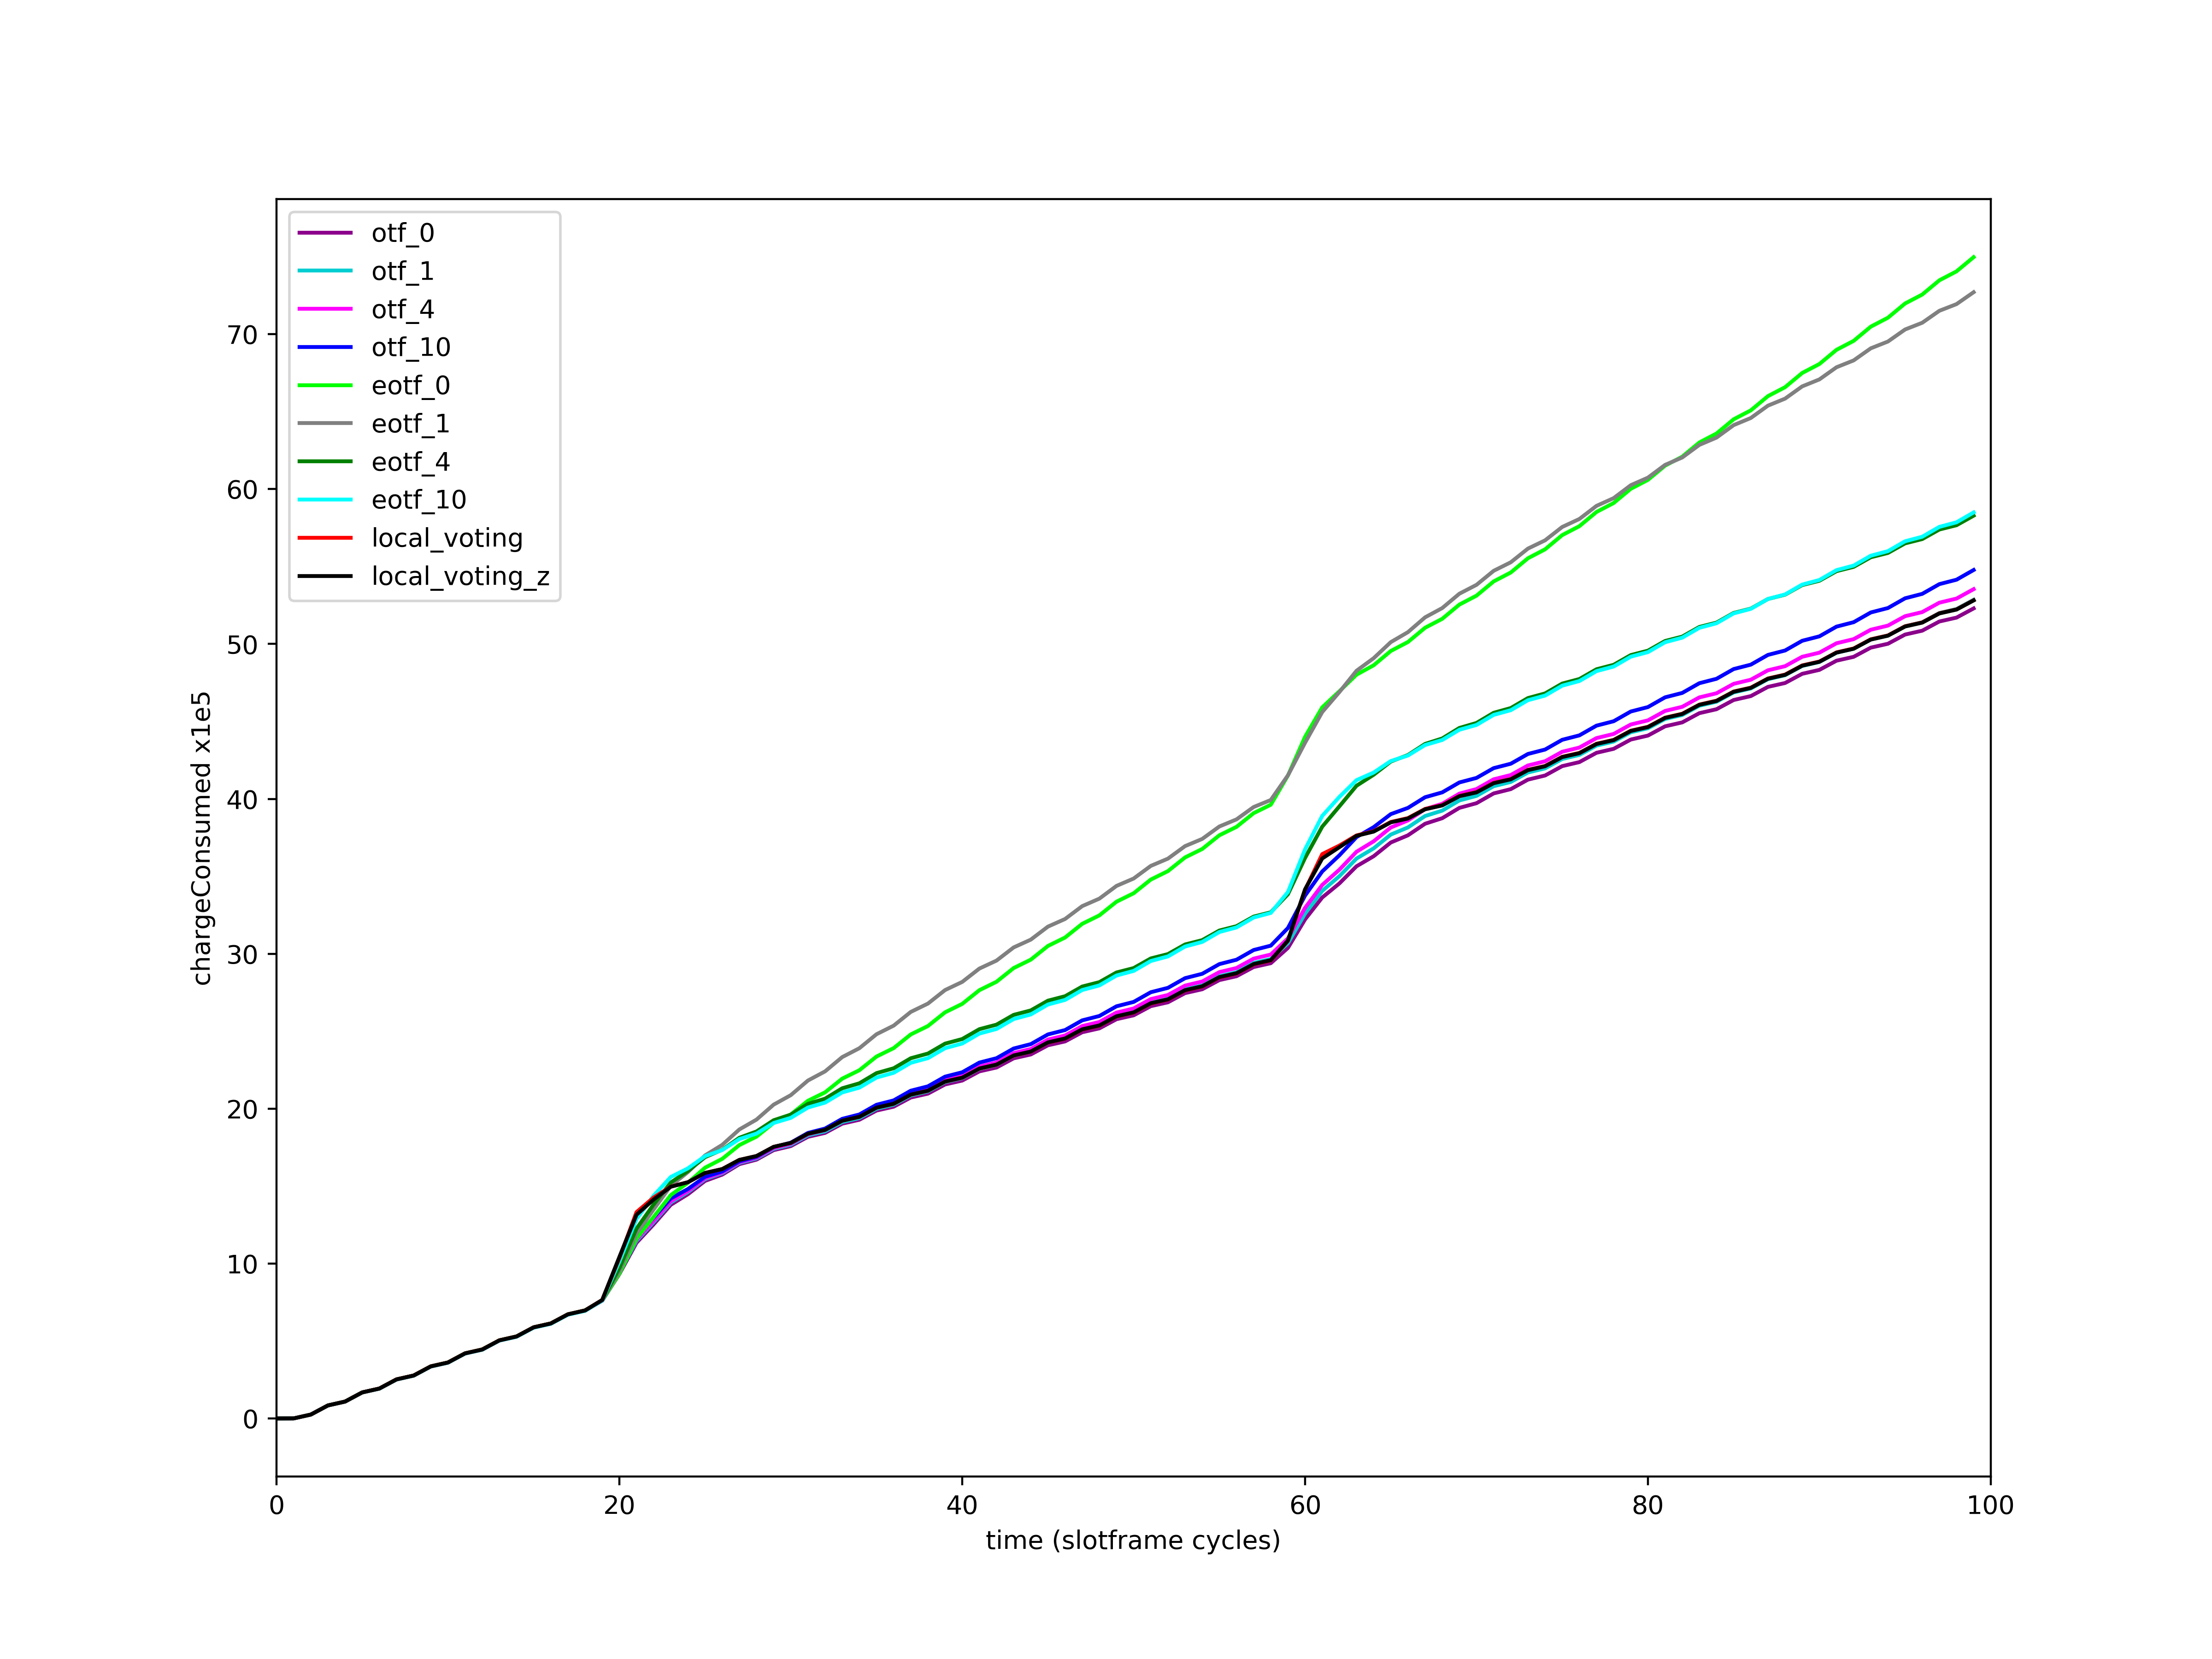 otf_0
otf_1
otf_4
otf_10
eotf_0
eotf_1
eotf_4
eotf_10
local_voting
local_voting_z
70
60
50
40
30
20
10
0
chargeConsumed x1e5
0 20 40 60 80 100
time (slotframe cycles)